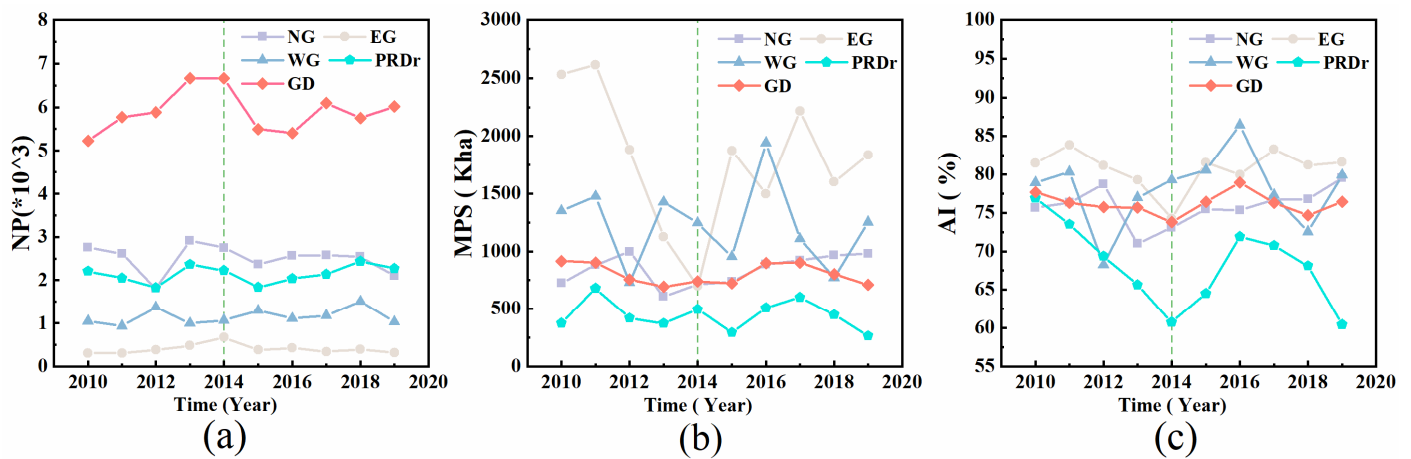 NP(*10^3)
8
7
6
5
4
3
2
1
0
NG EG
WG PRDr
GD
2010 2012 2014 2016 2018 2020
Time (Year)
(a)
MPS ( Kha)
3000
2500
2000
1500
1000
500
0
NG EG
WG PRDr
GD
2010 2012 2014 2016 2018 2020
Time ( Year)
(b)
AI ( %)
100
95
90
85
80
75
70
65
60
55
NG EG
WG PRDr
GD
2010 2012 2014 2016 2018 2020
Time ( Year)
(c)